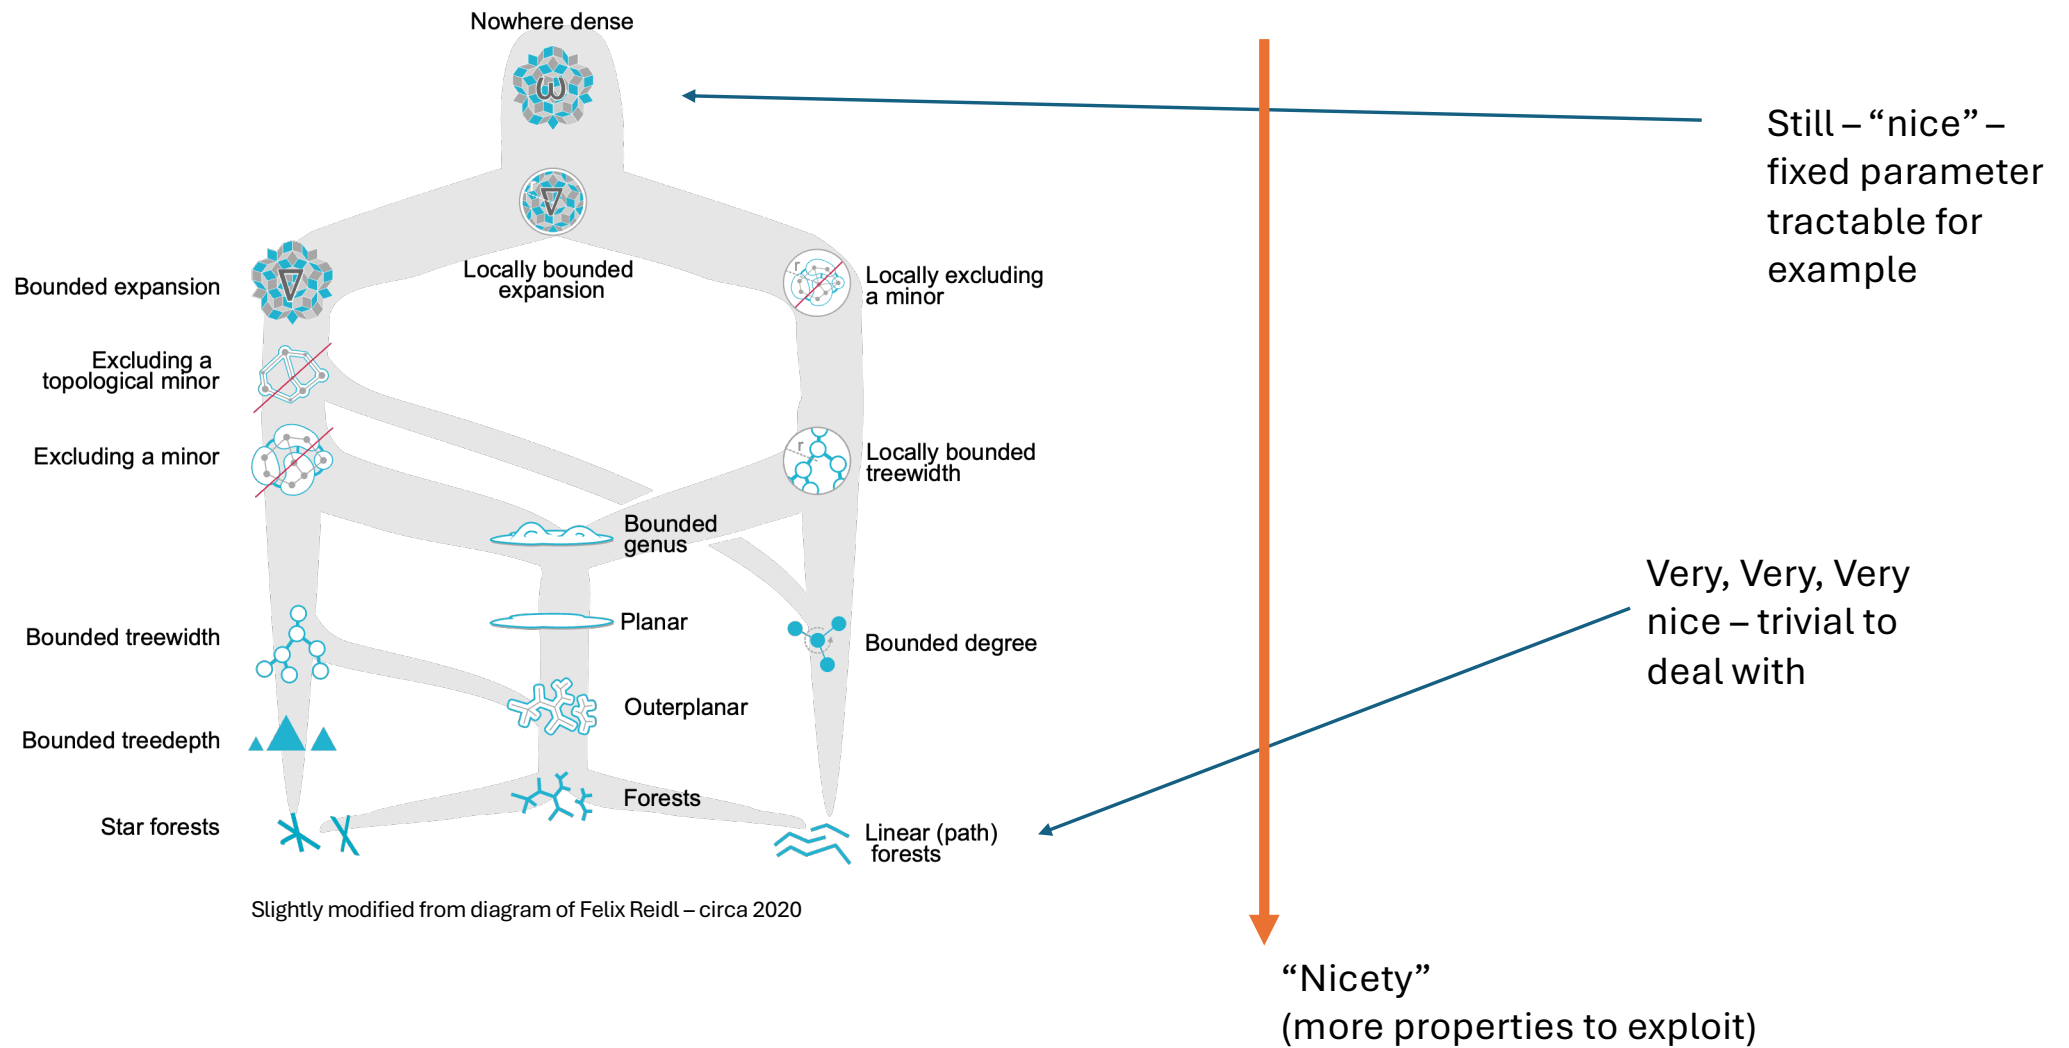 Nowhere dense
ω
∇
Bounded expansion
∇
Locally bounded
expansion
r
Locally excluding
a minor
Excluding a
topological minor
Excluding a minor
r
Locally bounded
treewidth
Bounded
genus
Bounded treewidth
Planar
Bounded degree
Outerplanar
Bounded treedepth
Forests
Star forests
Linear (path)
forests
Slightly modified from diagram of Felix Reidl – circa 2020
Still – “nice” –
fixed parameter
tractable for
example
Very, Very, Very
nice – trivial to
deal with
“Nicety”
(more properties to exploit)